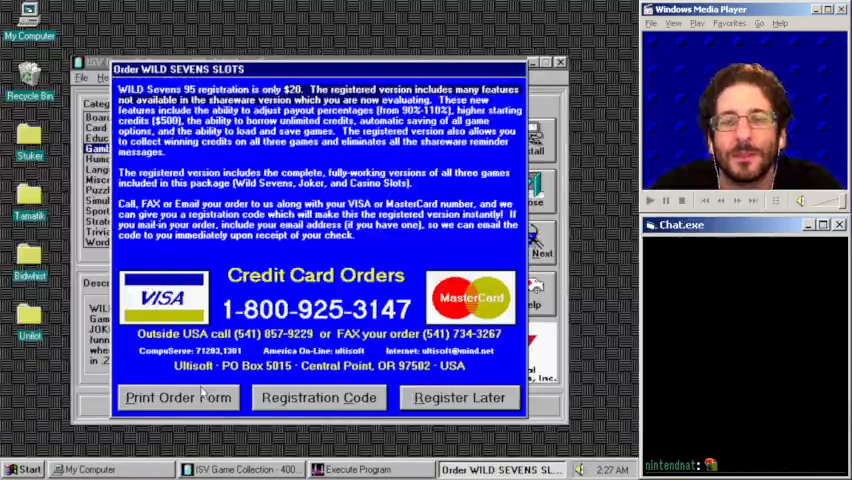 My Computer
Recycle Bin
Stuker
Tamatik
Bidwhist
Unilot
Order WILD SEVENS SLOTS
WILD Sevens 95 registration is only $20. The registered version includes many features
not available in the shareware version which you are now evaluating. These new
features include the ability to adjust payout percentages (from 90%-110%), higher starting
credits ($500), the ability to borrow unlimited credits, automatic saving of all game
options, and the ability to load and save games. The registered version also allows you
to collect winning credits on all three games and eliminates all the shareware reminder
messages.
The registered version includes the complete, fully-working versions of all three games
included in this package (Wild Sevens, Joker, and Casino Slots).
Call, FAX or Email your order to us along with your VISA or MasterCard number, and we
can give you a registration code which will make this the registered version instantly! If
you mail-in your order, include your email address (if you have one), so we can email the
code to you immediately upon receipt of your check.
VISA
Credit Card Orders
1-800-925-3147
MasterCard
Outside USA call (541) 857-9229 or FAX your order (541) 734-3267
CompuServe: 71203,1301 America On-Line: ultisoft Internet: ultisoft@mind.net
Ultisoft · PO Box 5015 · Central Point, OR 97502 · USA
Print Order Form
Registration Code
Register Later
Windows Media Player
File View Play Favorites Go Help
Chat.exe
nintendnat:
Start
My Computer
ISV Game Collection - 400...
Execute Program
Order WILD SEVENS SL...
2:27 AM